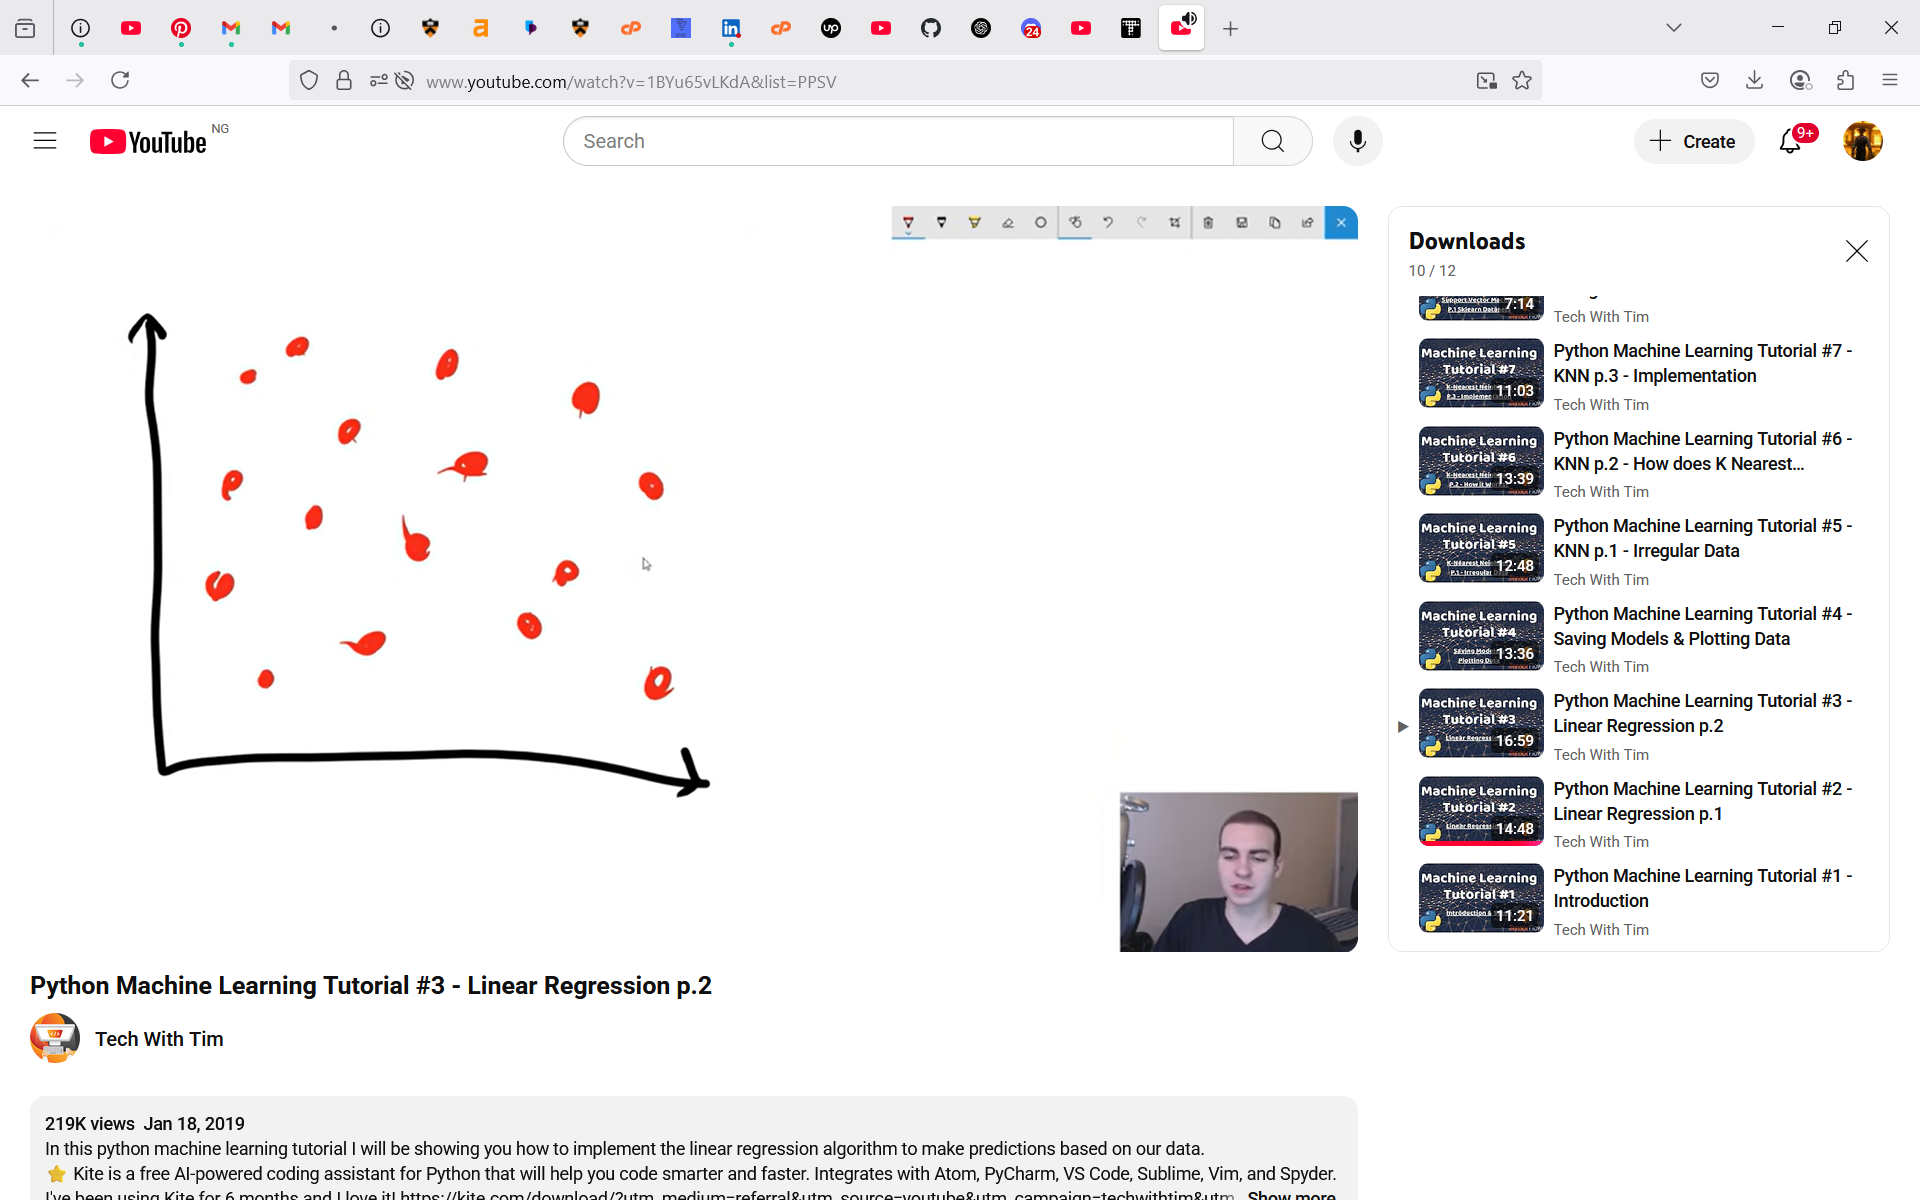 24
www.youtube.com/watch?v=1BYu65vLKdA&list=PPSV
YouTube NG
Search
Create
9+
Downloads
10 / 12
7:14
Tech With Tim
Machine Learning
Tutorial #7
11:03
Python Machine Learning Tutorial #7 -
KNN p.3 - Implementation
Tech With Tim
Machine Learning
Tutorial #6
13:39
Python Machine Learning Tutorial #6 -
KNN p.2 - How does K Nearest...
Tech With Tim
Machine Learning
Tutorial #5
12:48
Python Machine Learning Tutorial #5 -
KNN p.1 - Irregular Data
Tech With Tim
Machine Learning
Tutorial #4
13:36
Python Machine Learning Tutorial #4 -
Saving Models & Plotting Data
Tech With Tim
Machine Learning
Tutorial #3
16:59
Python Machine Learning Tutorial #3 -
Linear Regression p.2
Tech With Tim
Machine Learning
Tutorial #2
14:48
Python Machine Learning Tutorial #2 -
Linear Regression p.1
Tech With Tim
Machine Learning
Tutorial #1
11:21
Python Machine Learning Tutorial #1 -
Introduction
Tech With Tim
Python Machine Learning Tutorial #3 - Linear Regression p.2
Tech With Tim
219K views Jan 18, 2019
In this python machine learning tutorial I will be showing you how to implement the linear regression algorithm to make predictions based on our data.
⭐ Kite is a free AI-powered coding assistant for Python that will help you code smarter and faster. Integrates with Atom, PyCharm, VS Code, Sublime, Vim, and Spyder.
I've been using Kite for 6 months and I love it! https://kite.com/download/?utm_medium=referral&utm_source=youtube&utm_campaign=techwithtim&utm_ Show more